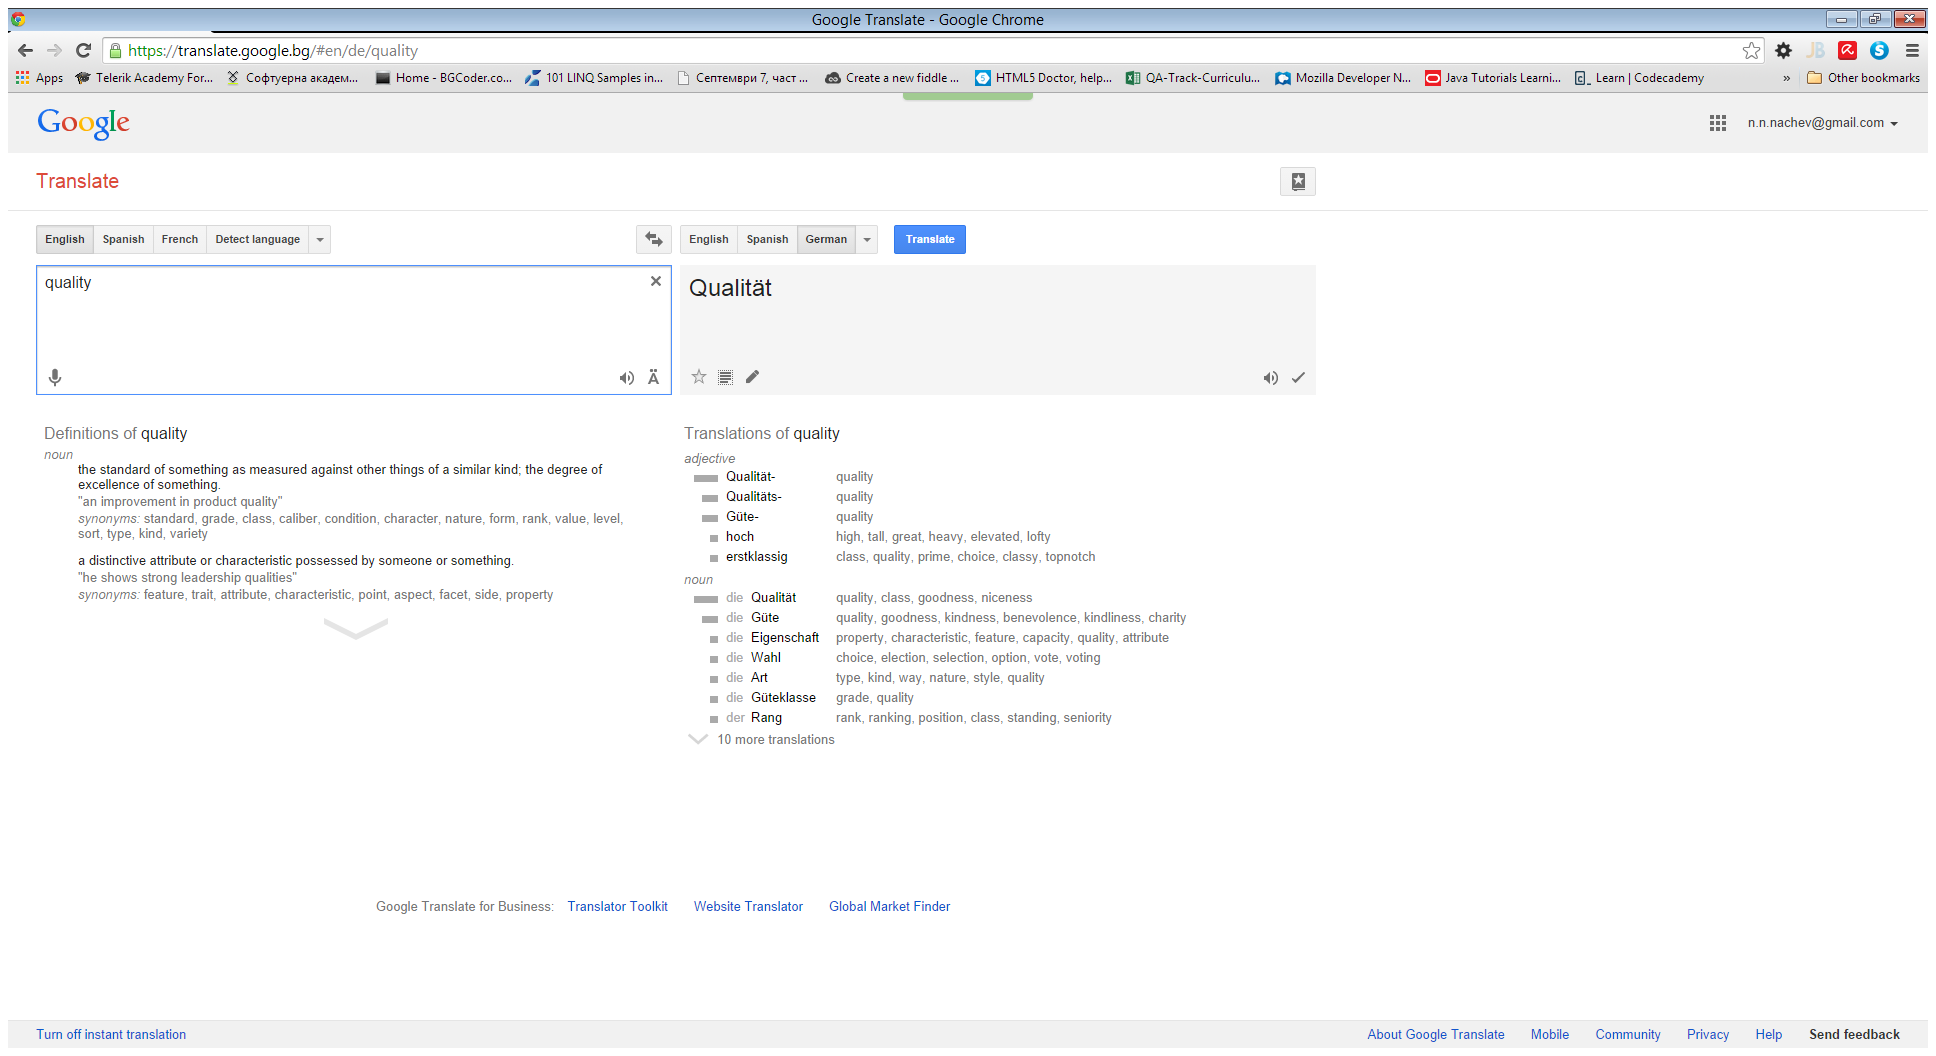 Google Translate - Google Chrome
https://translate.google.bg/#en/de/quality
JB
Apps Telerik Academy For... Софтуерна академ... Home - BGCoder.co... 101 LINQ Samples in... Септември 7, част ... Create a new fiddle ... HTML5 Doctor, help... QA-Track-Curriculu... Mozilla Developer N... Java Tutorials Learni... Learn | Codecademy » Other bookmarks
Google n.n.nachev@gmail.com
Translate
English Spanish French Detect language English Spanish German Translate
quality
Qualität
Ä
Definitions of quality
noun
the standard of something as measured against other things of a similar kind; the degree of
excellence of something.
"an improvement in product quality"
synonyms: standard, grade, class, caliber, condition, character, nature, form, rank, value, level,
sort, type, kind, variety
a distinctive attribute or characteristic possessed by someone or something.
"he shows strong leadership qualities"
synonyms: feature, trait, attribute, characteristic, point, aspect, facet, side, property
Translations of quality
adjective
Qualität- quality
Qualitäts- quality
Güte- quality
hoch high, tall, great, heavy, elevated, lofty
erstklassig class, quality, prime, choice, classy, topnotch
noun
die Qualität quality, class, goodness, niceness
die Güte quality, goodness, kindness, benevolence, kindliness, charity
die Eigenschaft property, characteristic, feature, capacity, quality, attribute
die Wahl choice, election, selection, option, vote, voting
die Art type, kind, way, nature, style, quality
die Güteklasse grade, quality
der Rang rank, ranking, position, class, standing, seniority
10 more translations
Google Translate for Business: Translator Toolkit Website Translator Global Market Finder
Turn off instant translation About Google Translate Mobile Community Privacy Help Send feedback